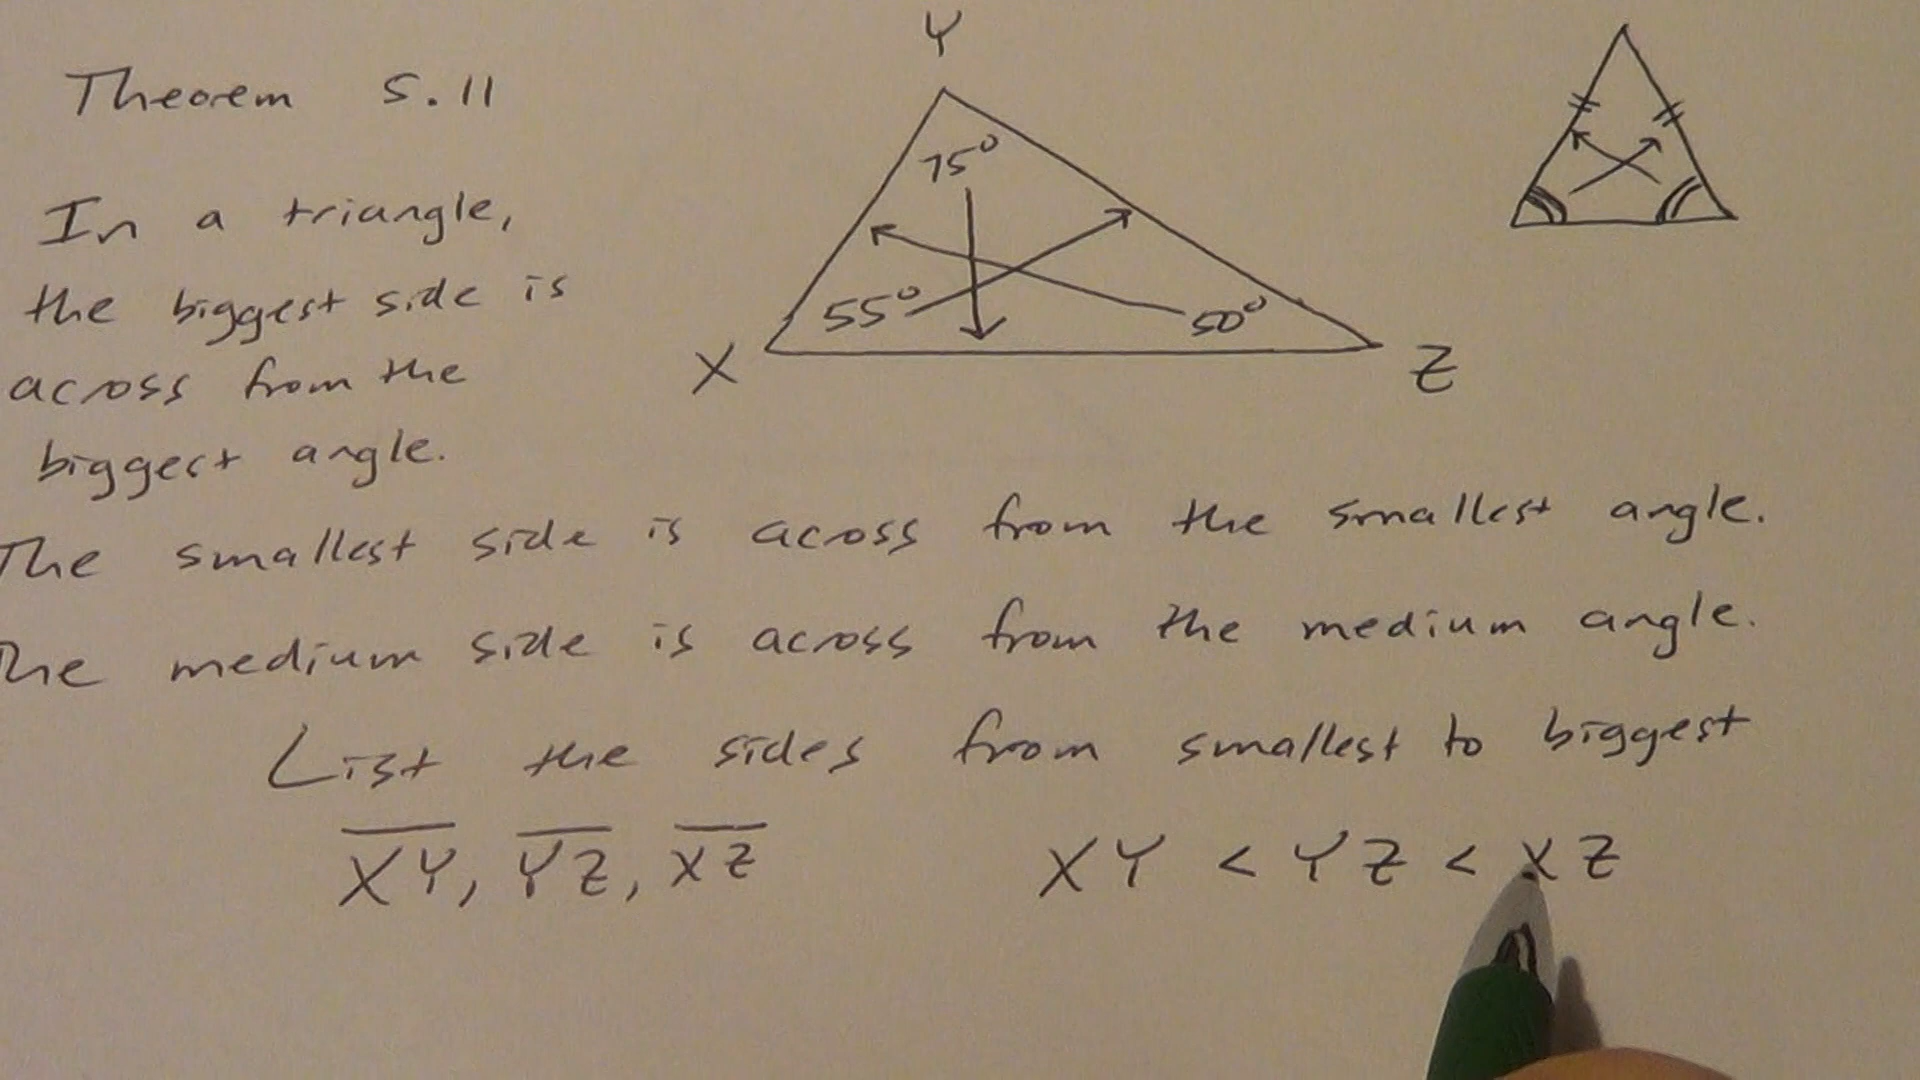 Y
Theorem 5.11
75°
In a triangle,
the biggest side is
55°
50°
across from the
X
Z
biggest angle.
The smallest side is across from the smallest angle.
The medium side is across from the medium angle.
List the sides from smallest to biggest
XY, YZ, XZ
XY < YZ < XZ